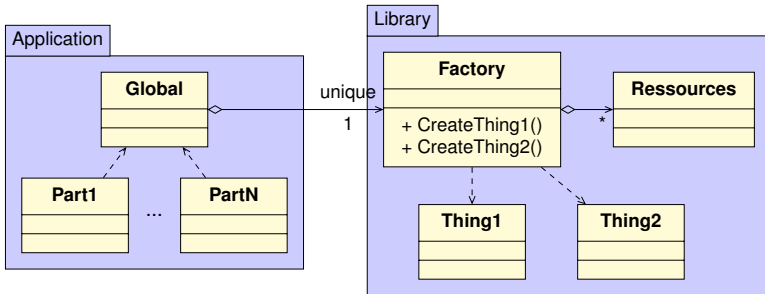 Application
Library
Global
unique
1
Factory
+ CreateThing1()
+ CreateThing2()
*
Ressources
Part1
...
PartN
Thing1
Thing2